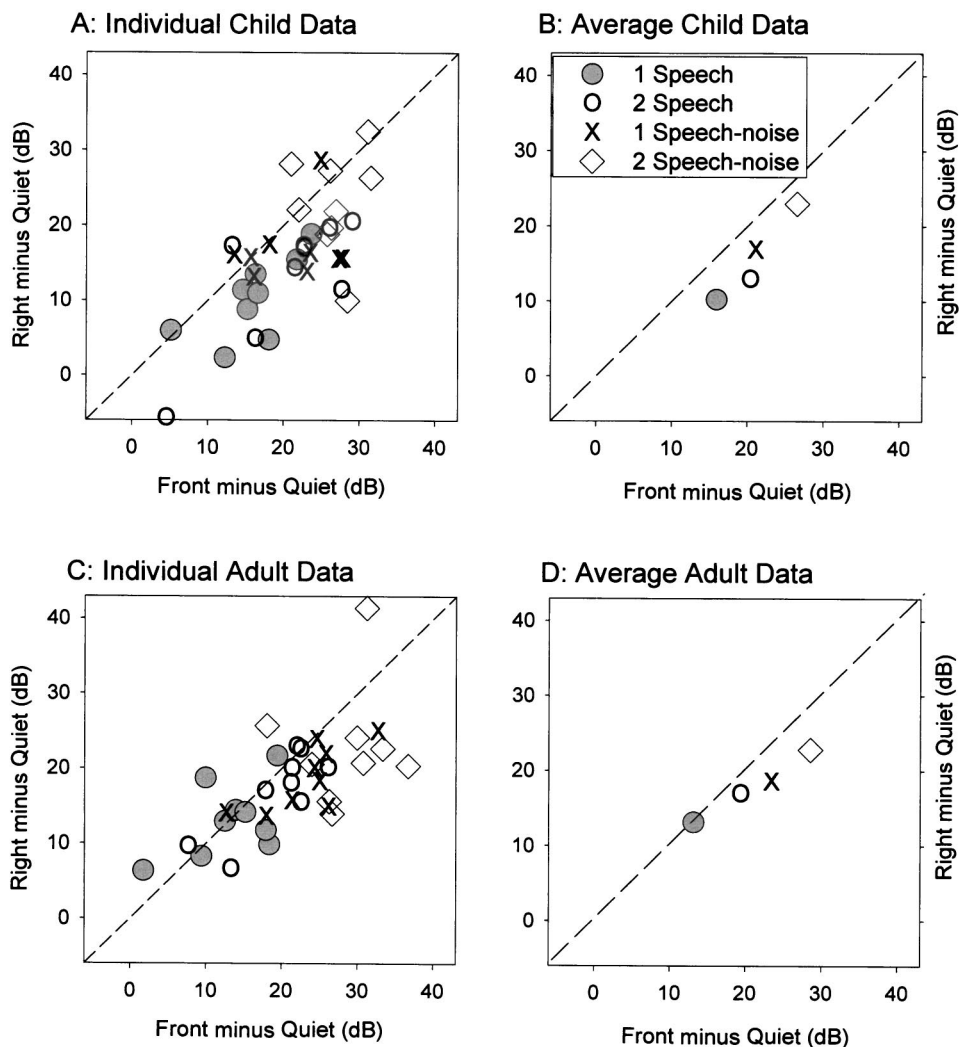 A: Individual Child Data
B: Average Child Data
40
30
20
10
0
Right minus Quiet (dB)
0 10 20 30 40
Front minus Quiet (dB)
40
30
20
10
0
1 Speech
2 Speech
X 1 Speech-noise
2 Speech-noise
Right minus Quiet (dB)
0 10 20 30 40
Front minus Quiet (dB)
C: Individual Adult Data
D: Average Adult Data
40
30
20
10
0
Right minus Quiet (dB)
0 10 20 30 40
Front minus Quiet (dB)
40
30
20
10
0
Right minus Quiet (dB)
0 10 20 30 40
Front minus Quiet (dB)